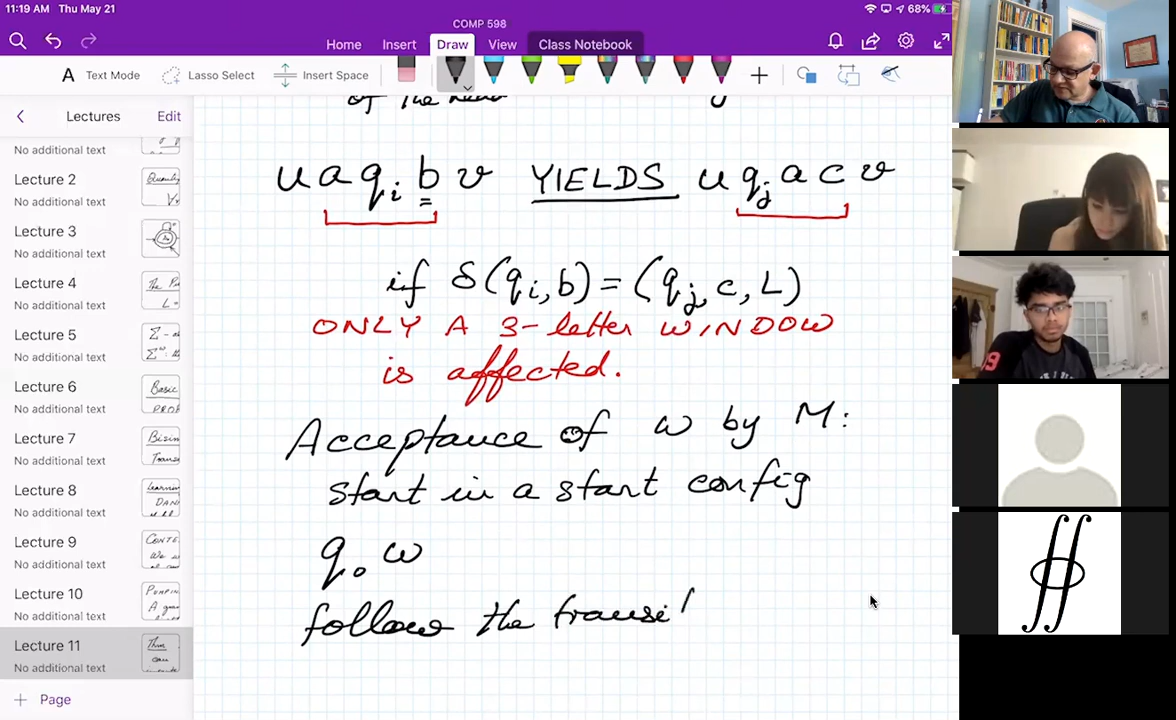 11:19 AM Thu May 21
68%
COMP 598
Home Insert Draw View Class Notebook
A Text Mode Lasso Select Insert Space
Lectures Edit
No additional text
Lecture 2
No additional text
Lecture 3
No additional text
Lecture 4
No additional text
Lecture 5
No additional text
Lecture 6
No additional text
Lecture 7
No additional text
Lecture 8
No additional text
Lecture 9
No additional text
Lecture 10
No additional text
Lecture 11
No additional text
+ Page
of the
u a qᵢ b v YIELDS u qⱼ a c v
if δ(qᵢ, b) = (qⱼ, c, L)
ONLY A 3-letter WINDOW
is affected.
Acceptance of w by M:
start in a start config
q₀ w
follow the transi
∯